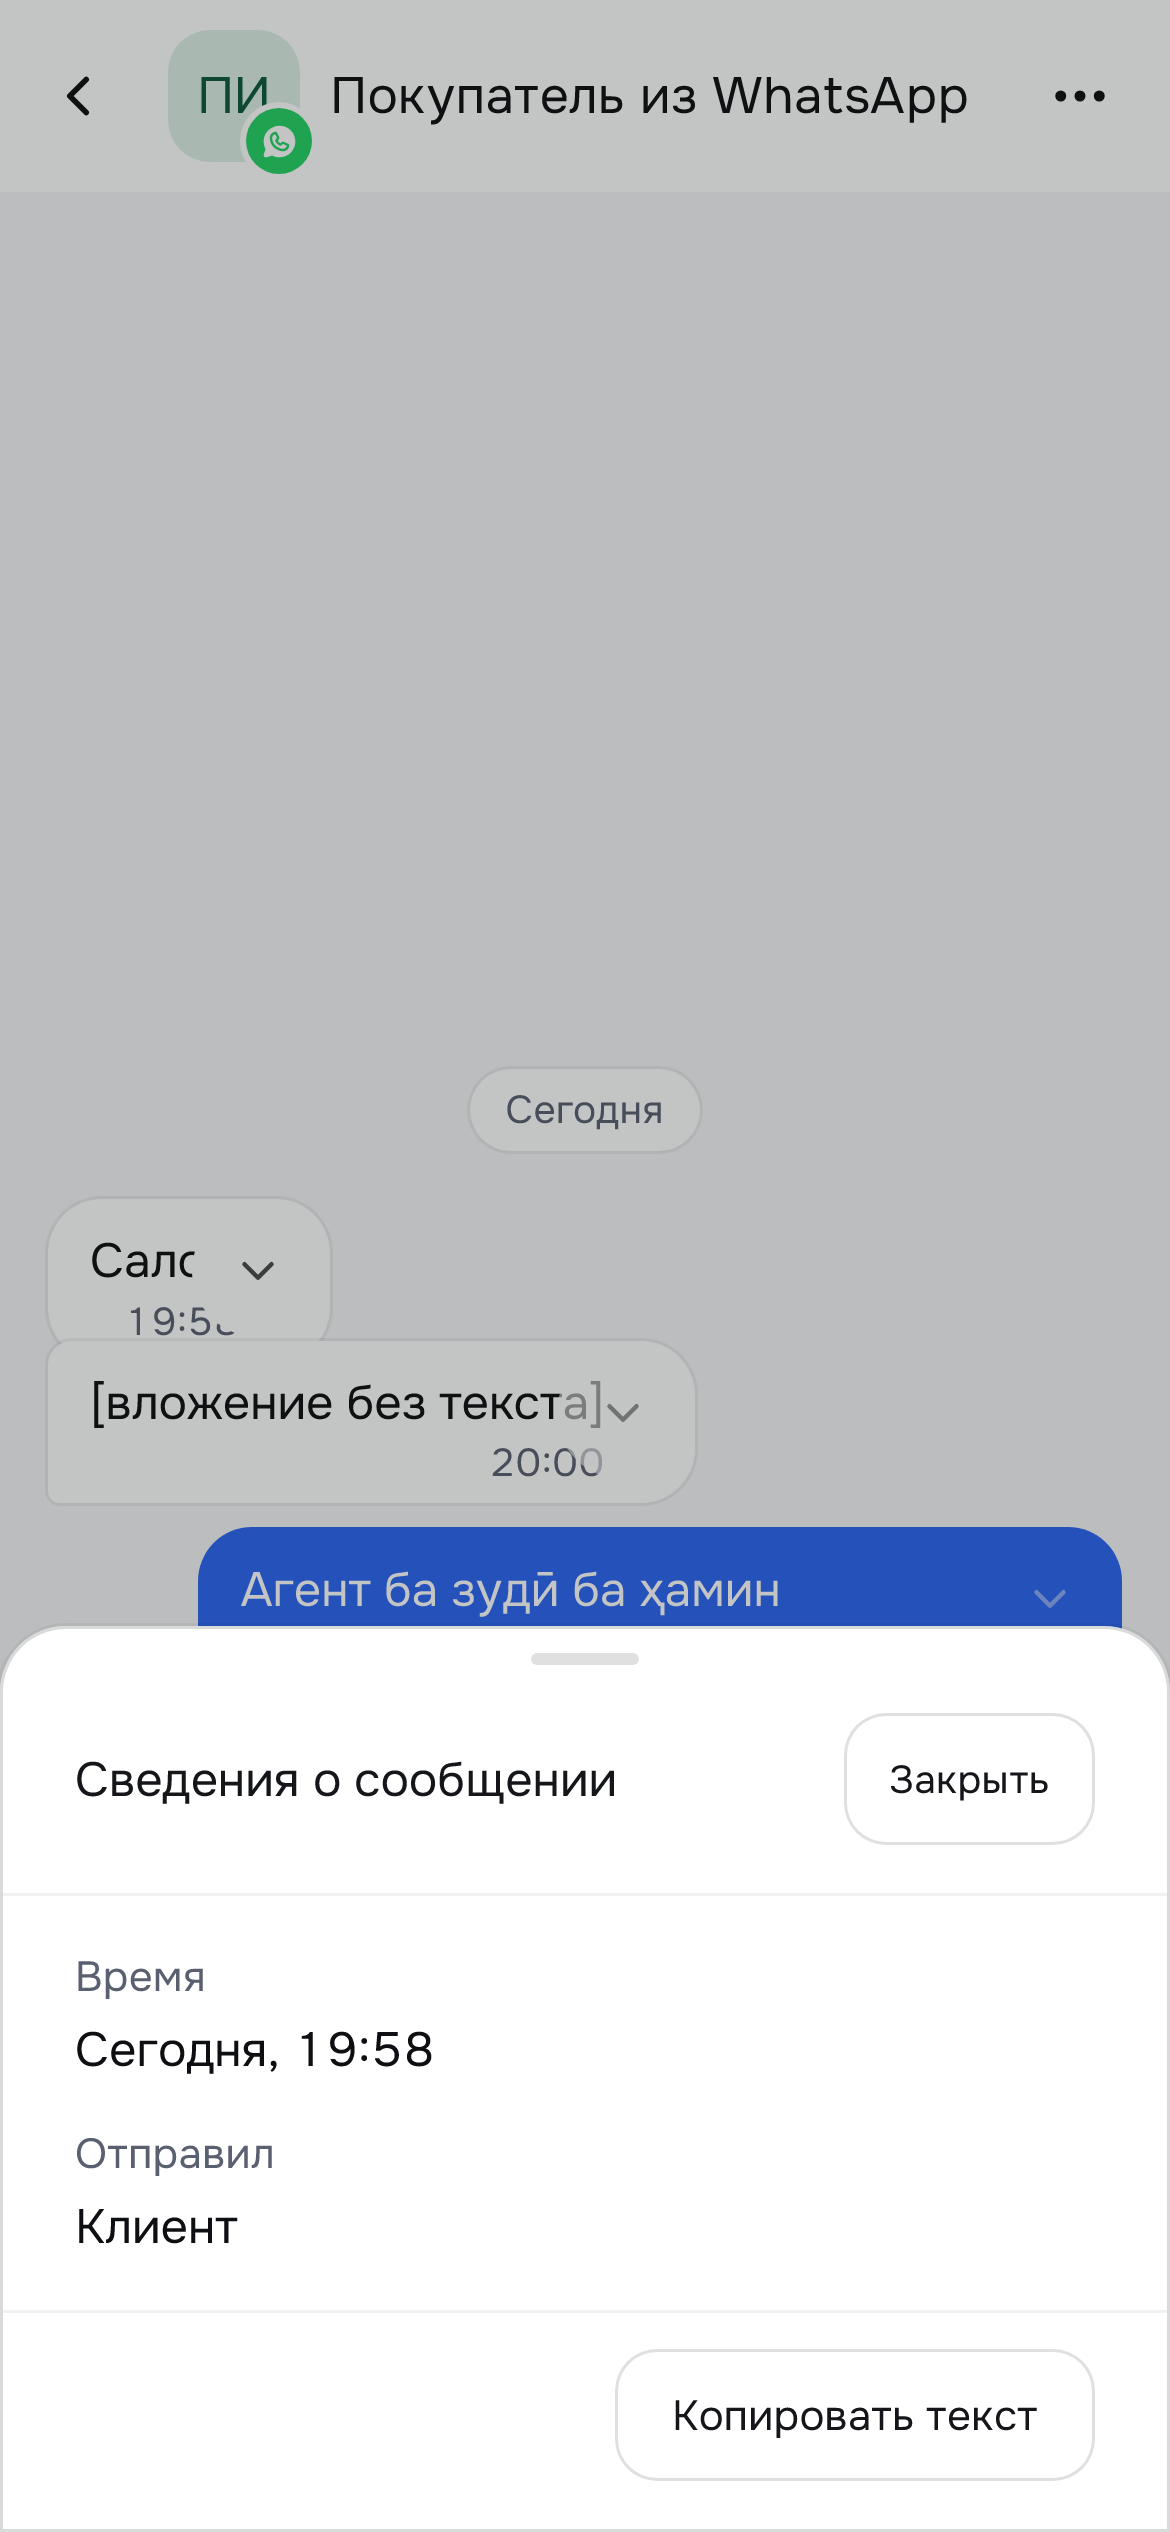 ПИ
Покупатель из WhatsApp
Сегодня
[вложение без текста]
20:00
Агент ба зудӣ ба ҳамин
Сведения о сообщении
Закрыть
Время
Сегодня, 19:58
Отправил
Клиент
Копировать текст